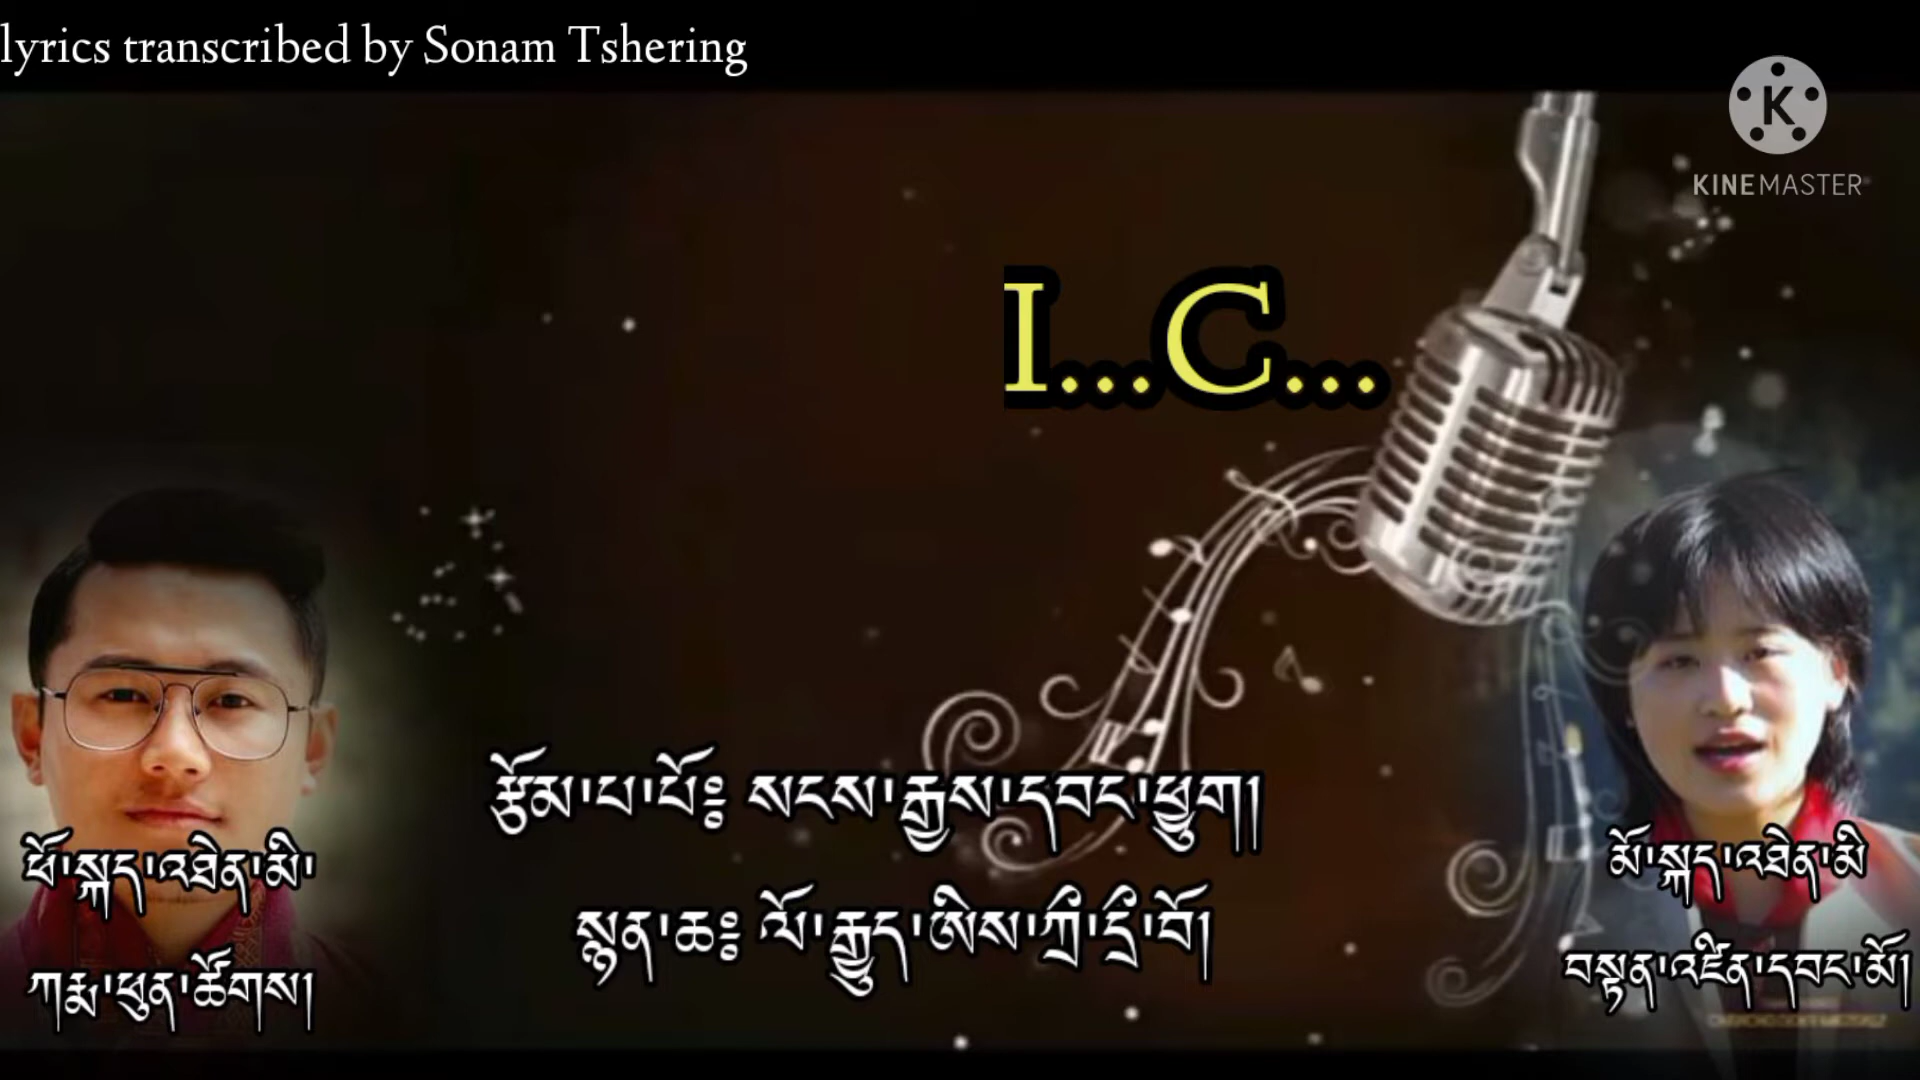 lyrics transcribed by Sonam Tshering
KINEMASTER
I...C...
རྩོམ་པ་པོ༔ སངས་རྒྱས་དབང་ཕྱུག།
སྙན་ཆ༔ ལོ་རྒྱུད་ཨིས་ཀྲི་དྲི་བོ།
ཕོ་སྐད་འཐེན་མི་
ཀརྨ་ཕུན་ཚོགས།
མོ་སྐད་འཐེན་མི
བསྟན་འཛིན་དབང་མོ།